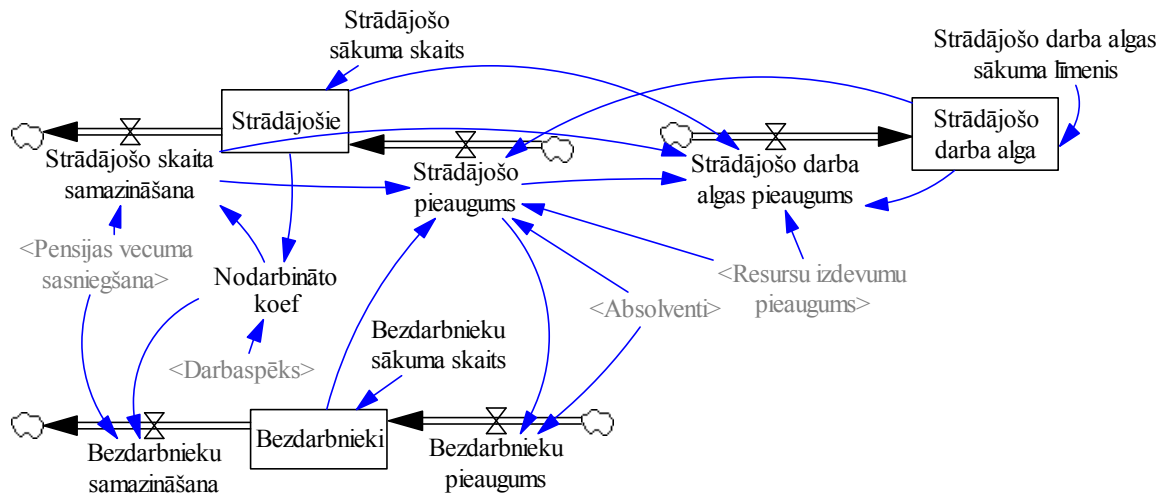 Strādājošo
sākuma skaits
Strādājošo darba algas
sākuma līmenis
Strādājošie
Strādājošo
darba alga
Strādājošo skaita
samazināšana
Strādājošo
pieaugums
Strādājošo darba
algas pieaugums
<Pensijas vecuma
sasniegšana>
Nodarbināto
koef
<Resursu izdevumu
pieaugums>
<Absolventi>
Bezdarbnieku
sākuma skaits
<Darbaspēks>
Bezdarbnieki
Bezdarbnieku
samazināšana
Bezdarbnieku
pieaugums